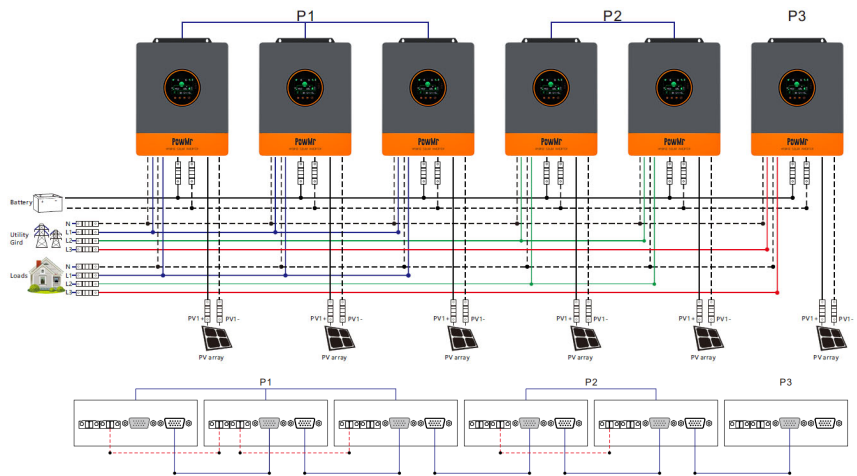 P1 P2 P3
PowMr PowMr PowMr PowMr PowMr PowMr
Battery
N
L1
Utility
Gird
L2
L3
N
Loads
L1
L2
L3
PV1+ PV1- PV1+ PV1- PV1+ PV1- PV1+ PV1- PV1+ PV1- PV1+ PV1-
PV array PV array PV array PV array PV array PV array
P1 P2 P3